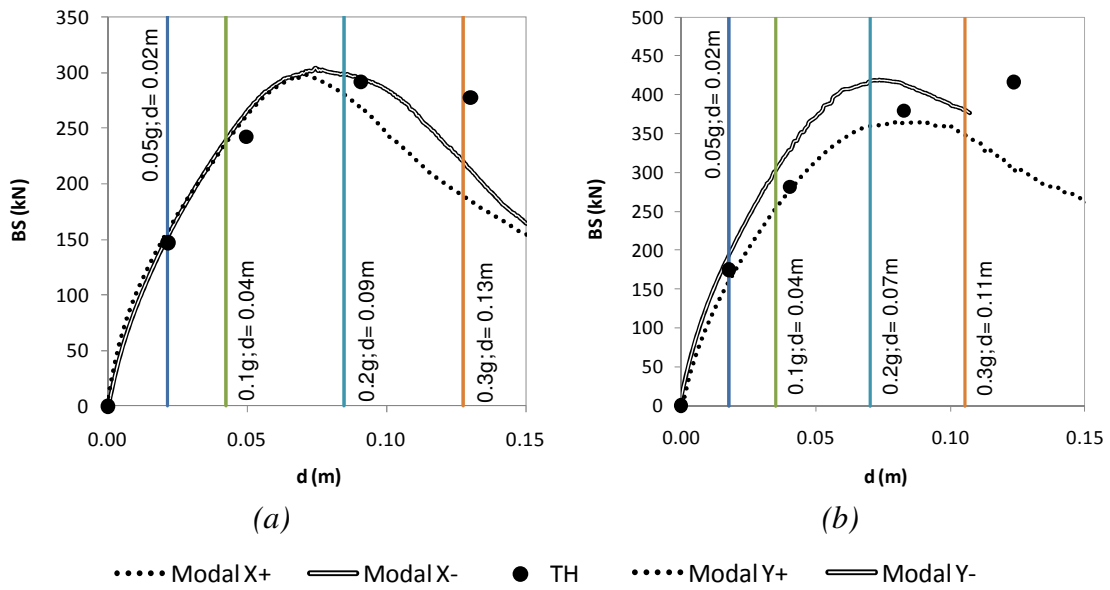 350
300
250
200
150
100
50
0
BS (kN)
0.05g;d= 0.02m
0.1g;d= 0.04m
0.2g;d= 0.09m
0.3g;d= 0.13m
0.00
0.05
0.10
0.15
d (m)
(a)
500
450
400
350
300
250
200
150
100
50
0
BS (kN)
0.05g;d= 0.02m
0.1g;d= 0.04m
0.2g;d= 0.07m
0.3g;d= 0.11m
0.00
0.05
0.10
0.15
d (m)
(b)
Modal X+
Modal X-
TH
Modal Y+
Modal Y-